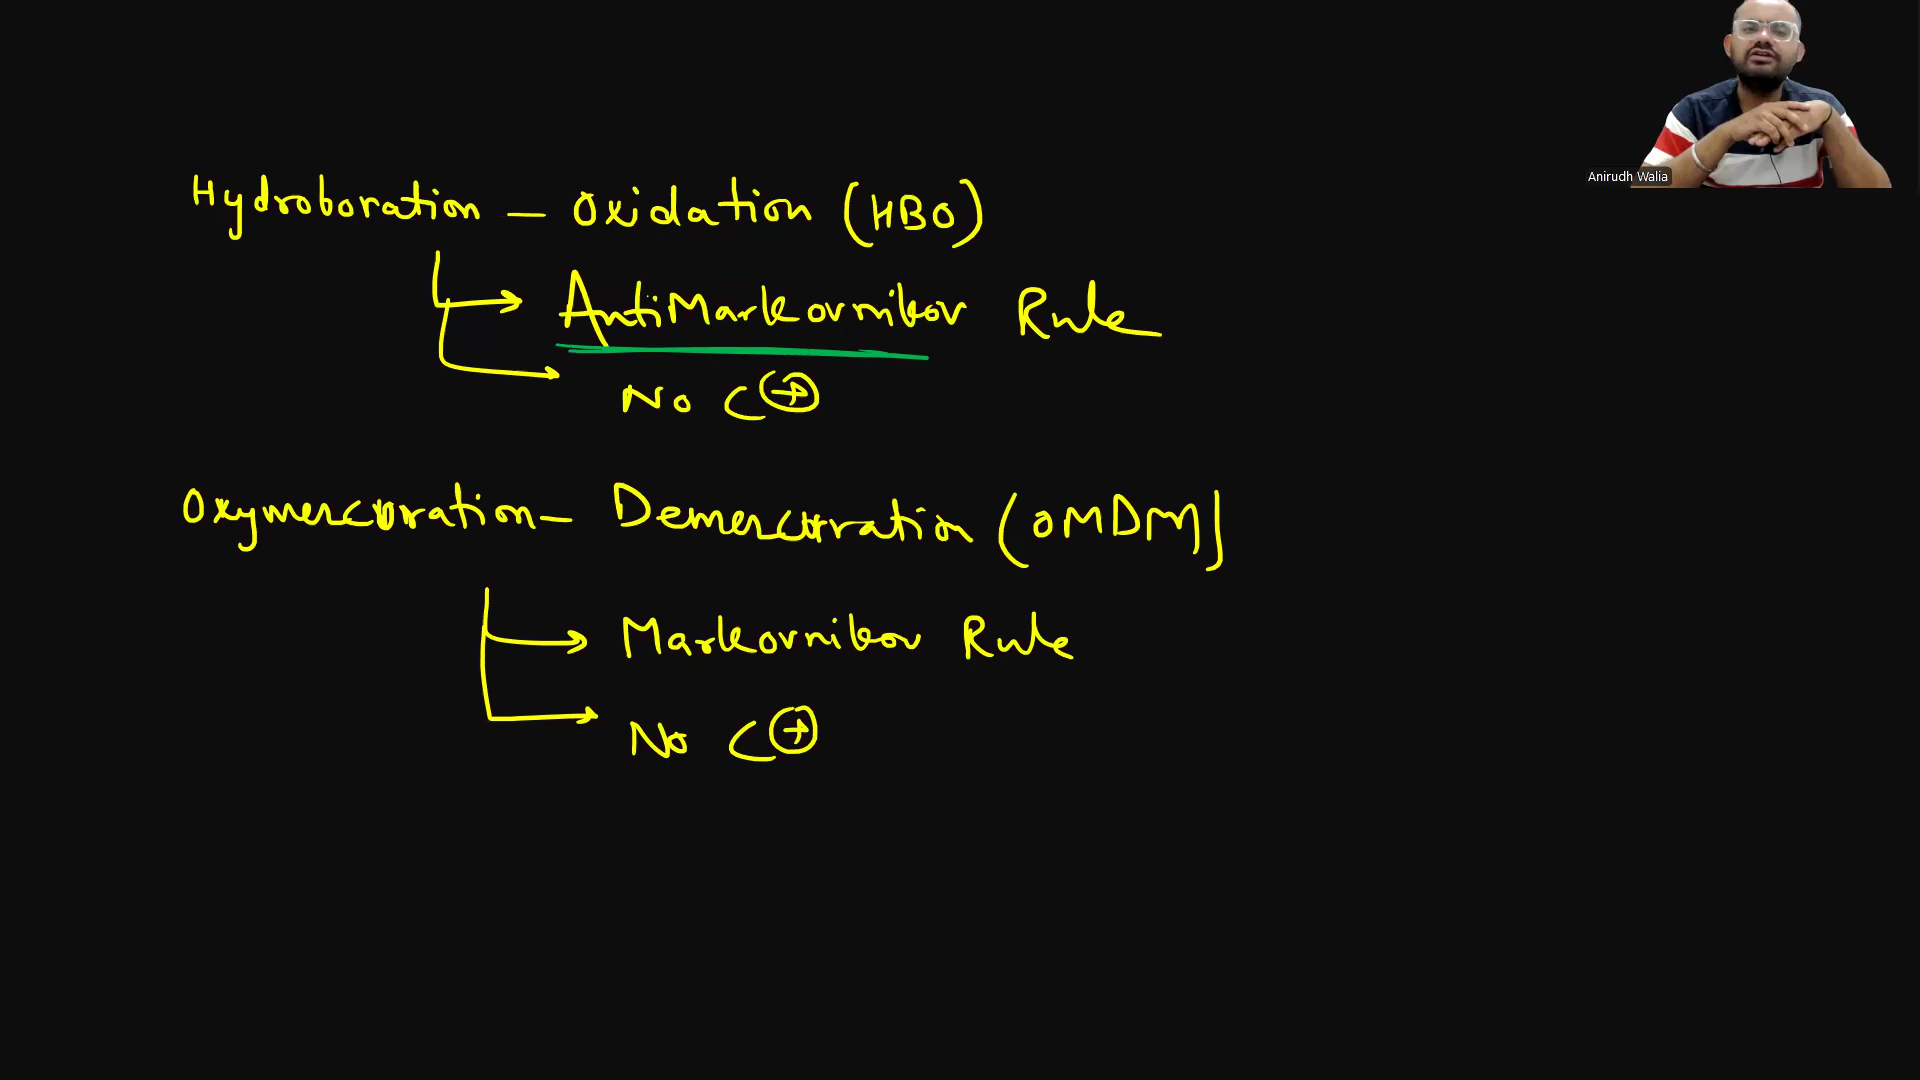 Hydroboration - Oxidation (HBO)
AntiMarkovnikov Rule
No C⊕
Oxymercuration - Demercuration (OMDM)
Markovnikov Rule
No C⊕
Anirudh Walia